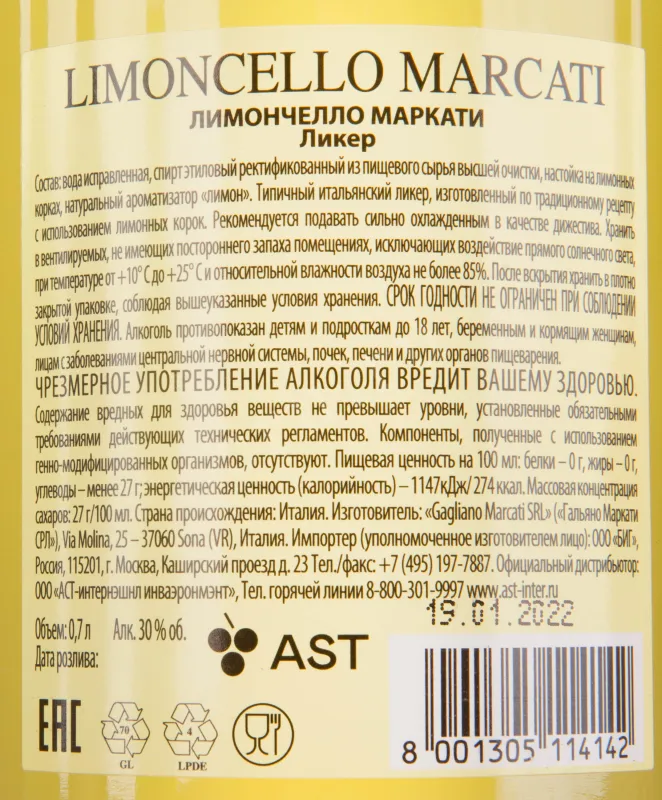 LIMONCELLO MARCATI
ЛИМОНЧЕЛЛО МАРКАТИ
Ликер
Состав: вода исправленная, спирт этиловый ректификованный из пищевого сырья высшей очистки, настойка на лимонных
корках, натуральный ароматизатор «лимон». Типичный итальянский ликер, изготовленный по традиционному рецепту
с использованием лимонных корок. Рекомендуется подавать сильно охлажденным в качестве дижестива. Хранить
в вентилируемых, не имеющих постороннего запаха помещениях, исключающих воздействие прямого солнечного света,
при температуре от +10° С до +25° С и относительной влажности воздуха не более 85%. После вскрытия хранить в плотно
закрытой упаковке, соблюдая вышеуказанные условия хранения. СРОК ГОДНОСТИ НЕ ОГРАНИЧЕН ПРИ СОБЛЮДЕНИИ
УСЛОВИЙ ХРАНЕНИЯ. Алкоголь противопоказан детям и подросткам до 18 лет, беременным и кормящим женщинам,
лицам с заболеваниями центральной нервной системы, почек, печени и других органов пищеварения.
ЧРЕЗМЕРНОЕ УПОТРЕБЛЕНИЕ АЛКОГОЛЯ ВРЕДИТ ВАШЕМУ ЗДОРОВЬЮ.
Содержание вредных для здоровья веществ не превышает уровни, установленные обязательными
требованиями действующих технических регламентов. Компоненты, полученные с использованием
генно-модифицированных организмов, отсутствуют. Пищевая ценность на 100 мл: белки – 0 г, жиры – 0 г,
углеводы – менее 27 г; энергетическая ценность (калорийность) – 1147кДж/ 274 ккал. Массовая концентрация
сахаров: 27 г/100 мл. Страна происхождения: Италия. Изготовитель: «Gagliano Marcati SRL» («Гальяно Маркати
СРЛ»), Via Molina, 25 – 37060 Sona (VR), Италия. Импортер (уполномоченное изготовителем лицо): ООО «БИГ»,
Россия, 115201, г. Москва, Каширский проезд д. 23 Тел./факс: +7 (495) 197-7887. Официальный дистрибьютор:
ООО «АСТ-интернэшнл инваэронмэнт», Тел. горячей линии 8-800-301-9997 www.ast-inter.ru
19.01.2022
Объем: 0,7 л Алк. 30 % об.
Дата розлива:
AST
EAC
70
GL
4
LPDE
8 001305 114142